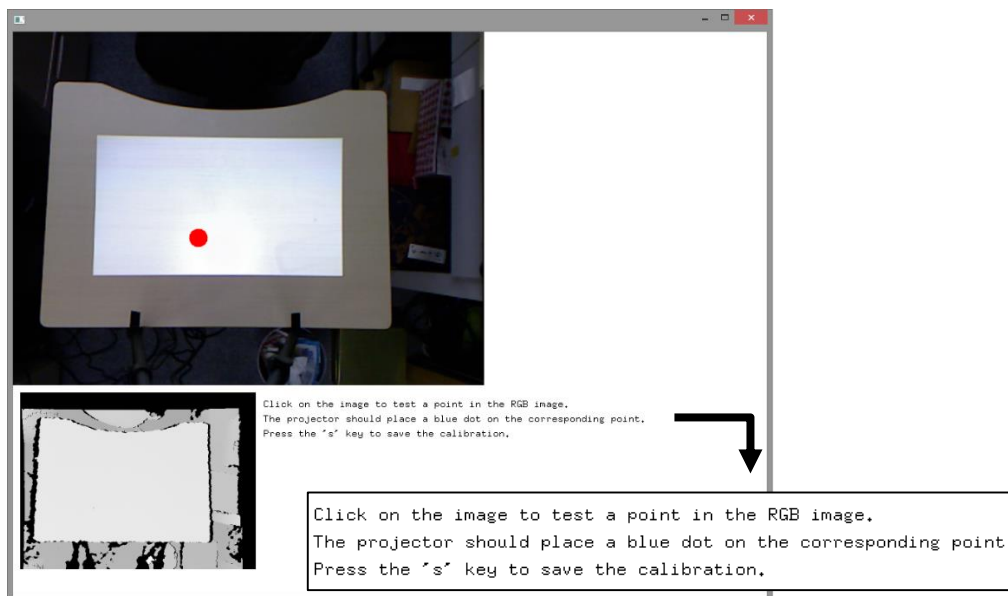 Click on the image to test a point in the RGB image.
The projector should place a blue dot on the corresponding point.
Press the ″s″ key to save the calibration.
Click on the image to test a point in the RGB image.
The projector should place a blue dot on the corresponding point
Press the ″s″ key to save the calibration.